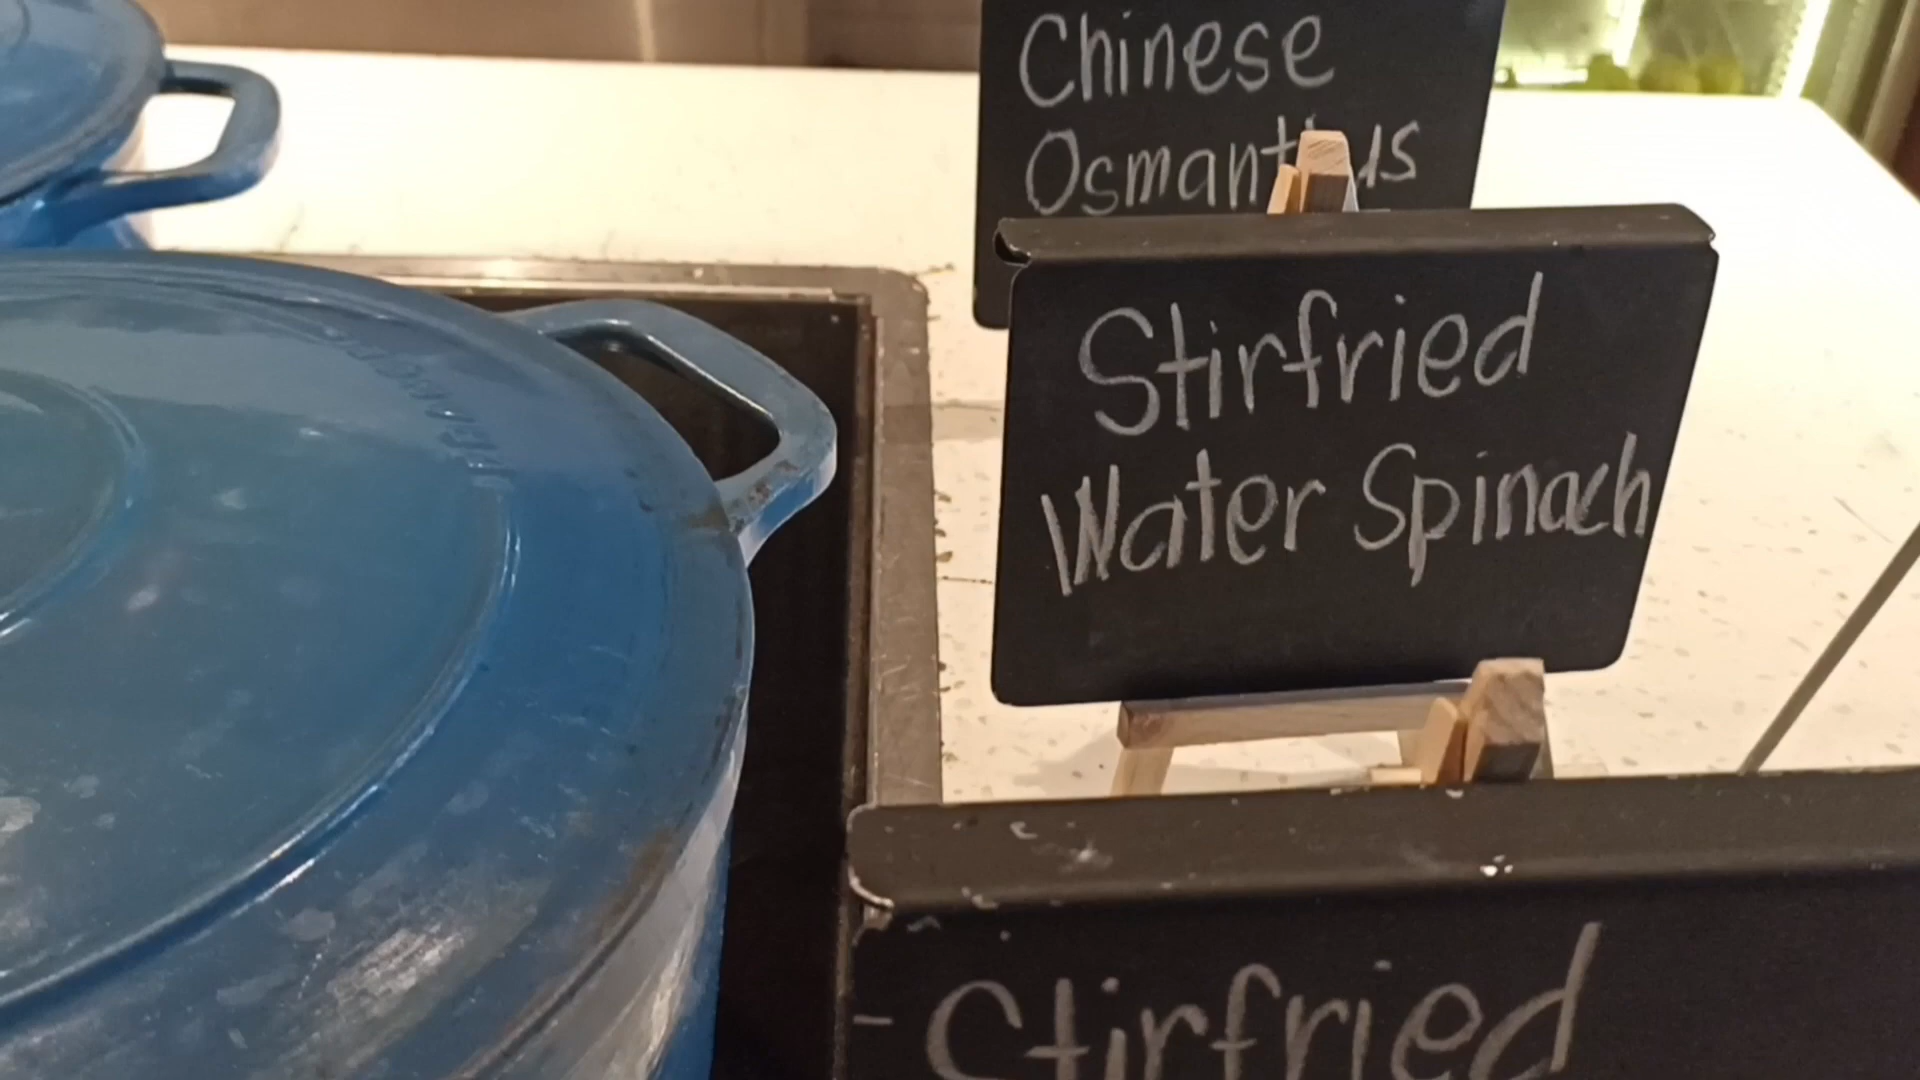 Chinese
Osmanthus
Stirfried
Water Spinach
Stirfried